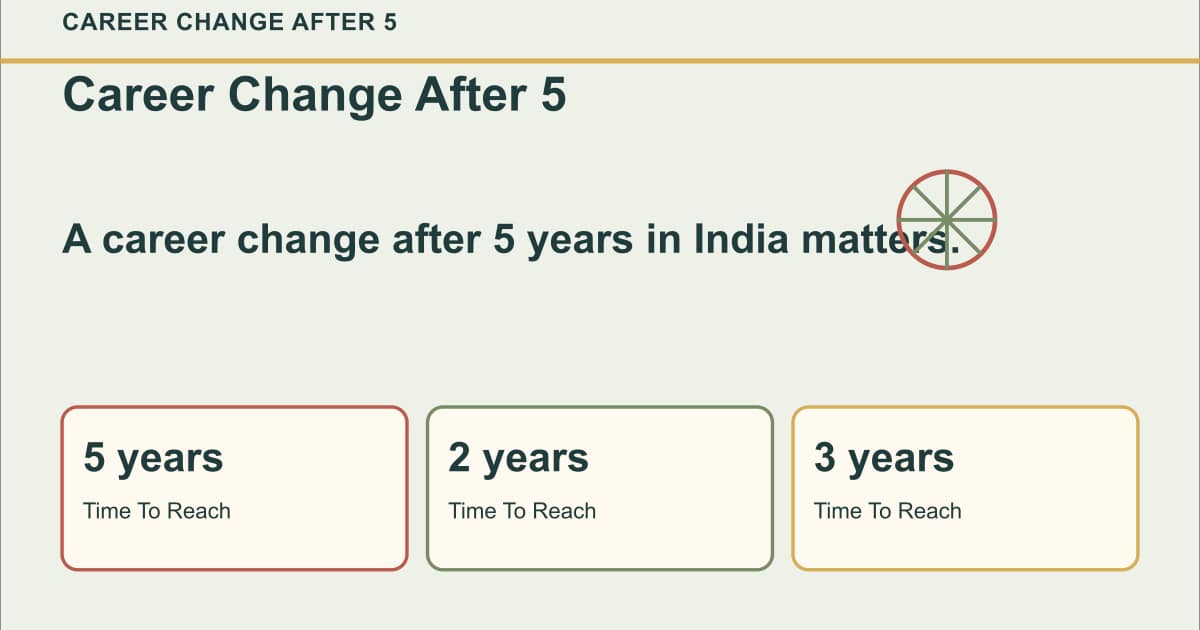 CAREER CHANGE AFTER 5
Career Change After 5
A career change after 5 years in India matters.
5 years
Time To Reach
2 years
Time To Reach
3 years
Time To Reach